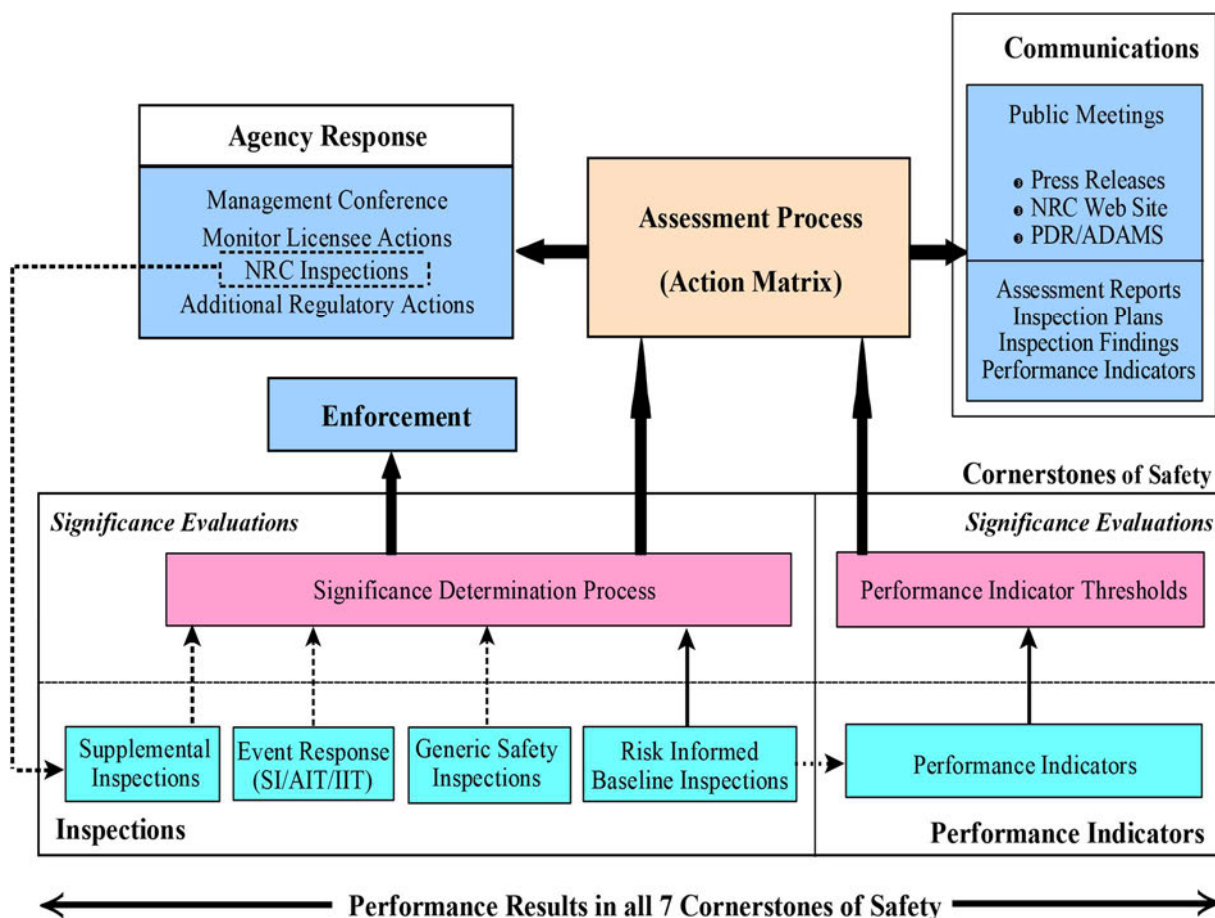 Communications
Public Meetings
Press Releases
NRC Web Site
PDR/ADAMS
Assessment Reports
Inspection Plans
Inspection Findings
Performance Indicators
Agency Response
Management Conference
Monitor Licensee Actions
NRC Inspections
Additional Regulatory Actions
Assessment Process
(Action Matrix)
Enforcement
Cornerstones of Safety
Significance Evaluations
Significance Evaluations
Significance Determination Process
Performance Indicator Thresholds
Supplemental
Inspections
Event Response
(SI/AIT/IIT)
Generic Safety
Inspections
Risk Informed
Baseline Inspections
Performance Indicators
Inspections
Performance Indicators
Performance Results in all 7 Cornerstones of Safety